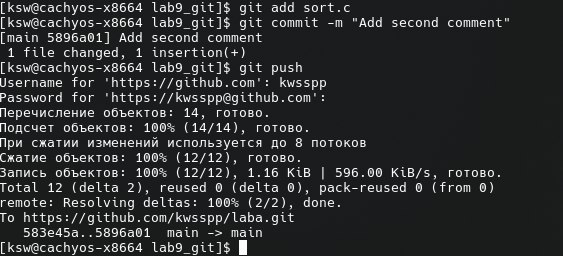 [ksw@cachyos-x8664 lab9_git]$ git add sort.c
[ksw@cachyos-x8664 lab9_git]$ git commit -m "Add second comment"
[main 5896a01] Add second comment
 1 file changed, 1 insertion(+)
[ksw@cachyos-x8664 lab9_git]$ git push
Username for 'https://github.com': kwsspp
Password for 'https://kwsspp@github.com':
Перечисление объектов: 14, готово.
Подсчет объектов: 100% (14/14), готово.
При сжатии изменений используется до 8 потоков
Сжатие объектов: 100% (12/12), готово.
Запись объектов: 100% (12/12), 1.16 KiB | 596.00 KiB/s, готово.
Total 12 (delta 2), reused 0 (delta 0), pack-reused 0 (from 0)
remote: Resolving deltas: 100% (2/2), done.
To https://github.com/kwsspp/laba.git
   583e45a..5896a01  main -> main
[ksw@cachyos-x8664 lab9_git]$